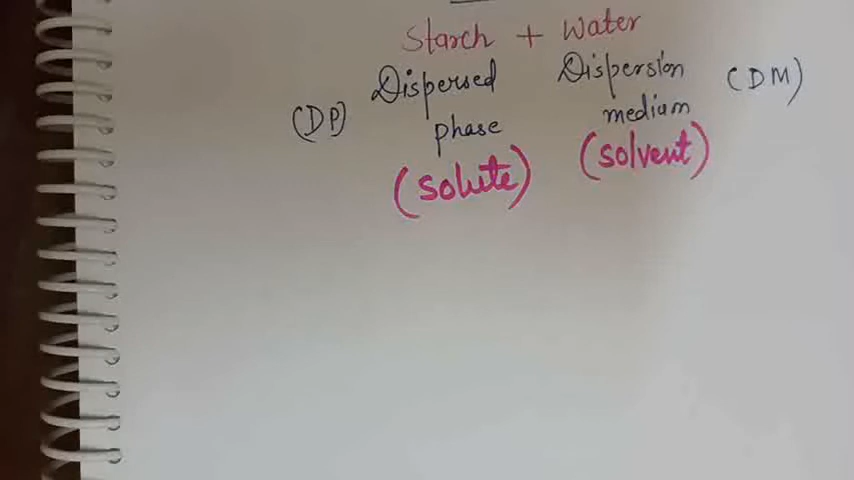 Starch + Water
Dispersed Dispersion (DM)
(DP) phase medium
(solute) (solvent)